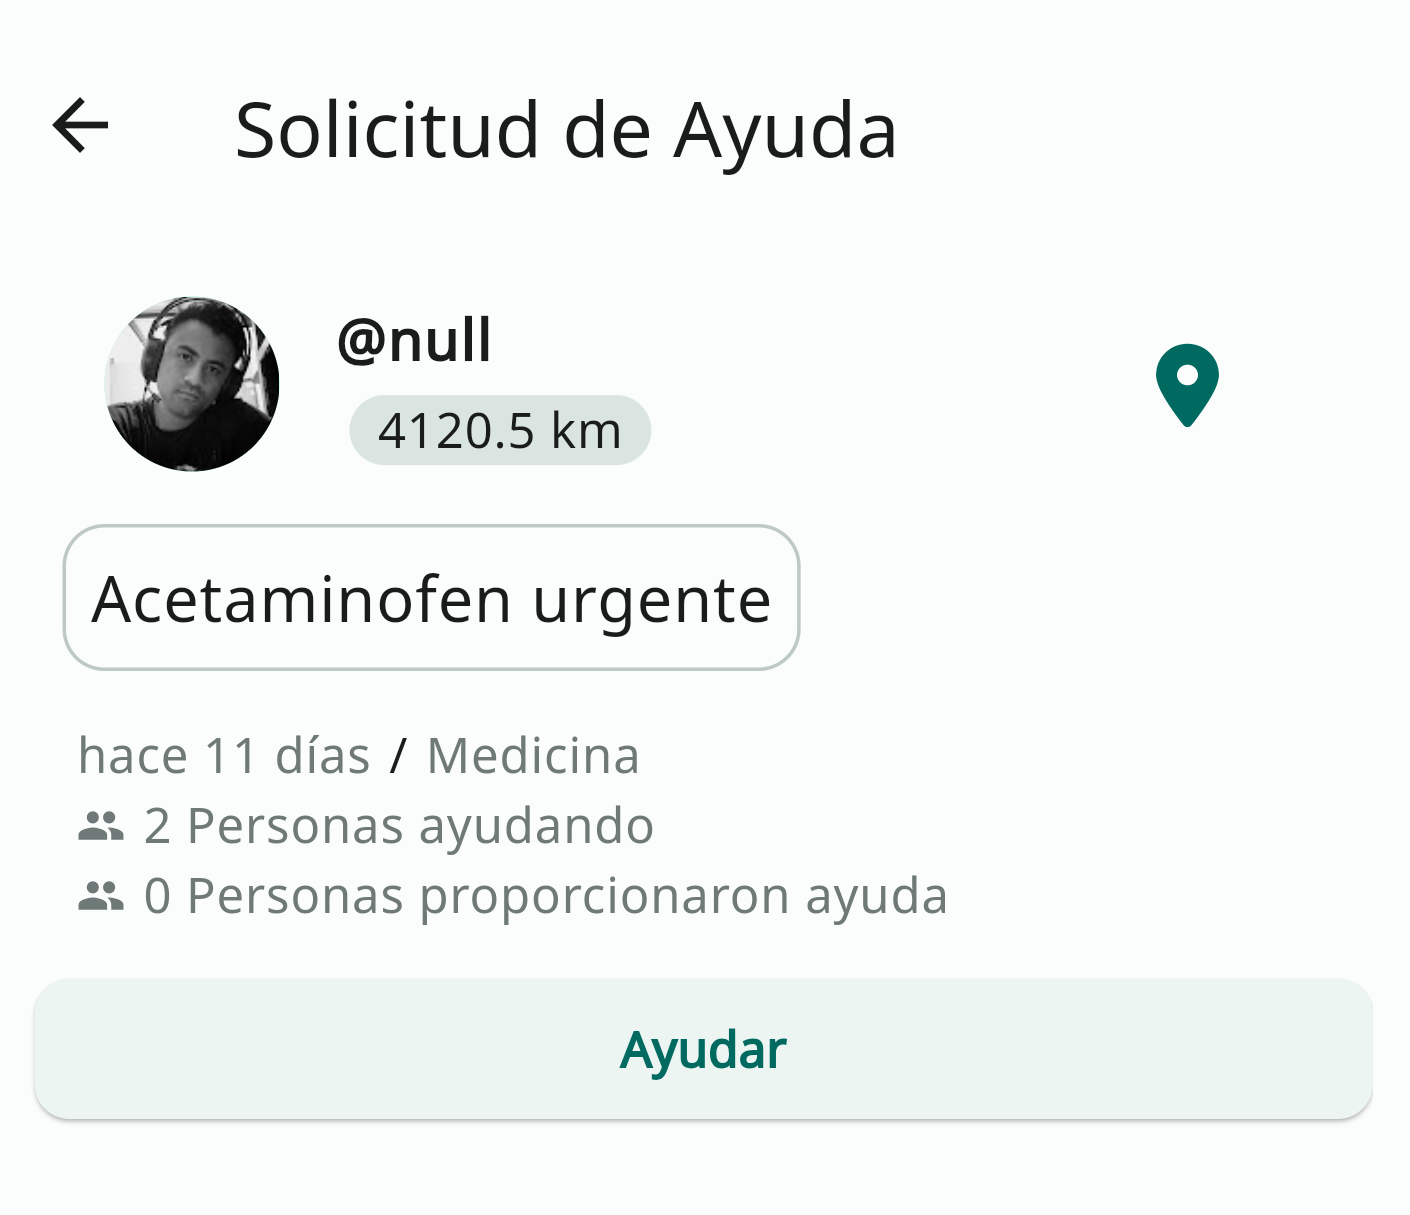 Solicitud de Ayuda
@null
4120.5 km
Acetaminofen urgente
hace 11 días / Medicina
2 Personas ayudando
0 Personas proporcionaron ayuda
Ayudar